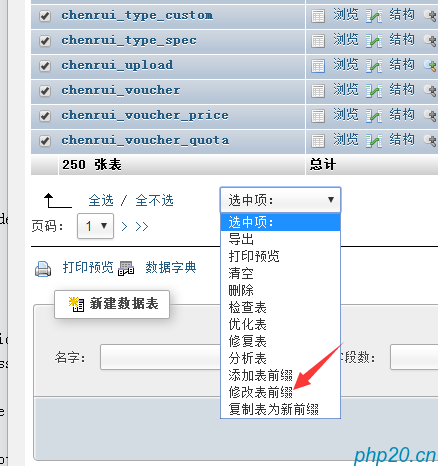 chenrui_type_custom 浏览 结构
chenrui_type_spec 浏览 结构
chenrui_upload 浏览 结构
chenrui_voucher 浏览 结构
chenrui_voucher_price 浏览 结构
chenrui_voucher_quota 浏览 结构
250 张表 总计
全选 / 全不选 选中项:
页码: 1 > >>
选中项:
导出
打印预览
清空
删除
检查表
优化表
修复表
分析表
添加表前缀
修改表前缀
复制表为新前缀
打印预览 数据字典
新建数据表
名字: 段数:
php20.cn